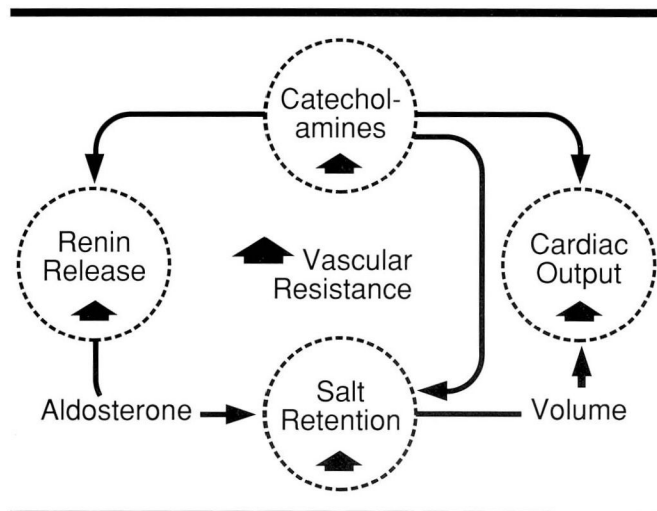 Catechol-
amines
Renin
Release
Vascular
Resistance
Cardiac
Output
Aldosterone
Salt
Retention
Volume